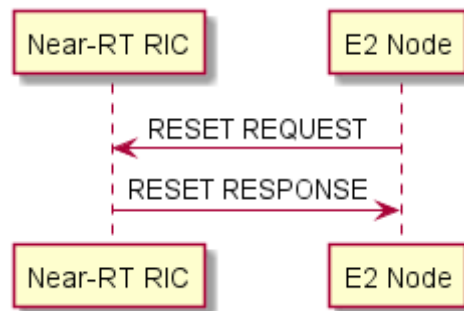 Near-RT RIC
E2 Node
RESET REQUEST
RESET RESPONSE
Near-RT RIC
E2 Node